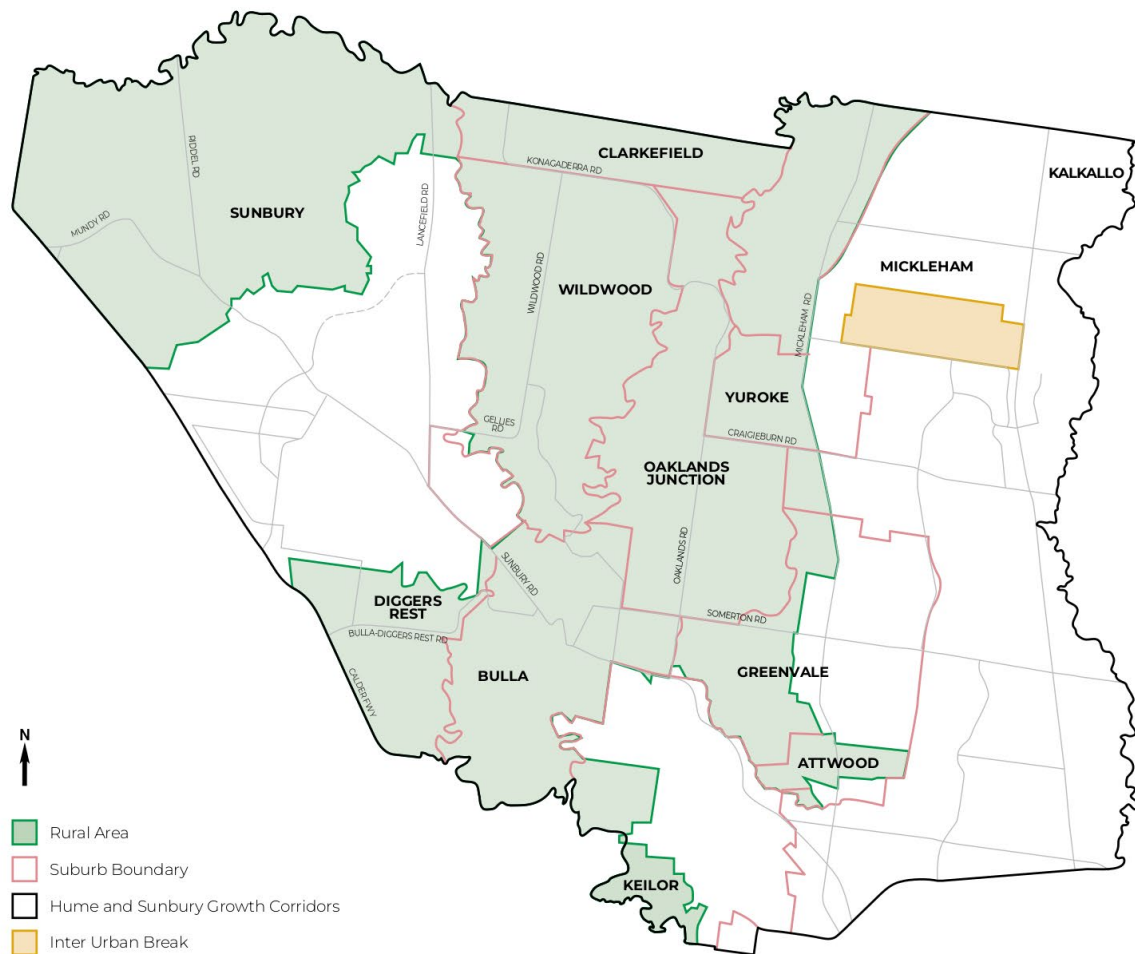 CLARKEFIELD
KONAGADERRA RD
KALKALLO
RIDDEL RD
SUNBURY
MUNDY RD
LANCEFIELD RD
WILDWOOD RD
WILDWOOD
MICKLEHAM
MICKLEHAM RD
YUROKE
GELLIES
RD
CRAIGIEBURN RD
OAKLANDS
JUNCTION
OAKLANDS RD
SUNBURY RD
DIGGERS
REST
SOMERTON RD
BULLA-DIGGERS REST RD
BULLA
GREENVALE
CALDER FWY
ATTWOOD
KEILOR
N
Rural Area
Suburb Boundary
Hume and Sunbury Growth Corridors
Inter Urban Break